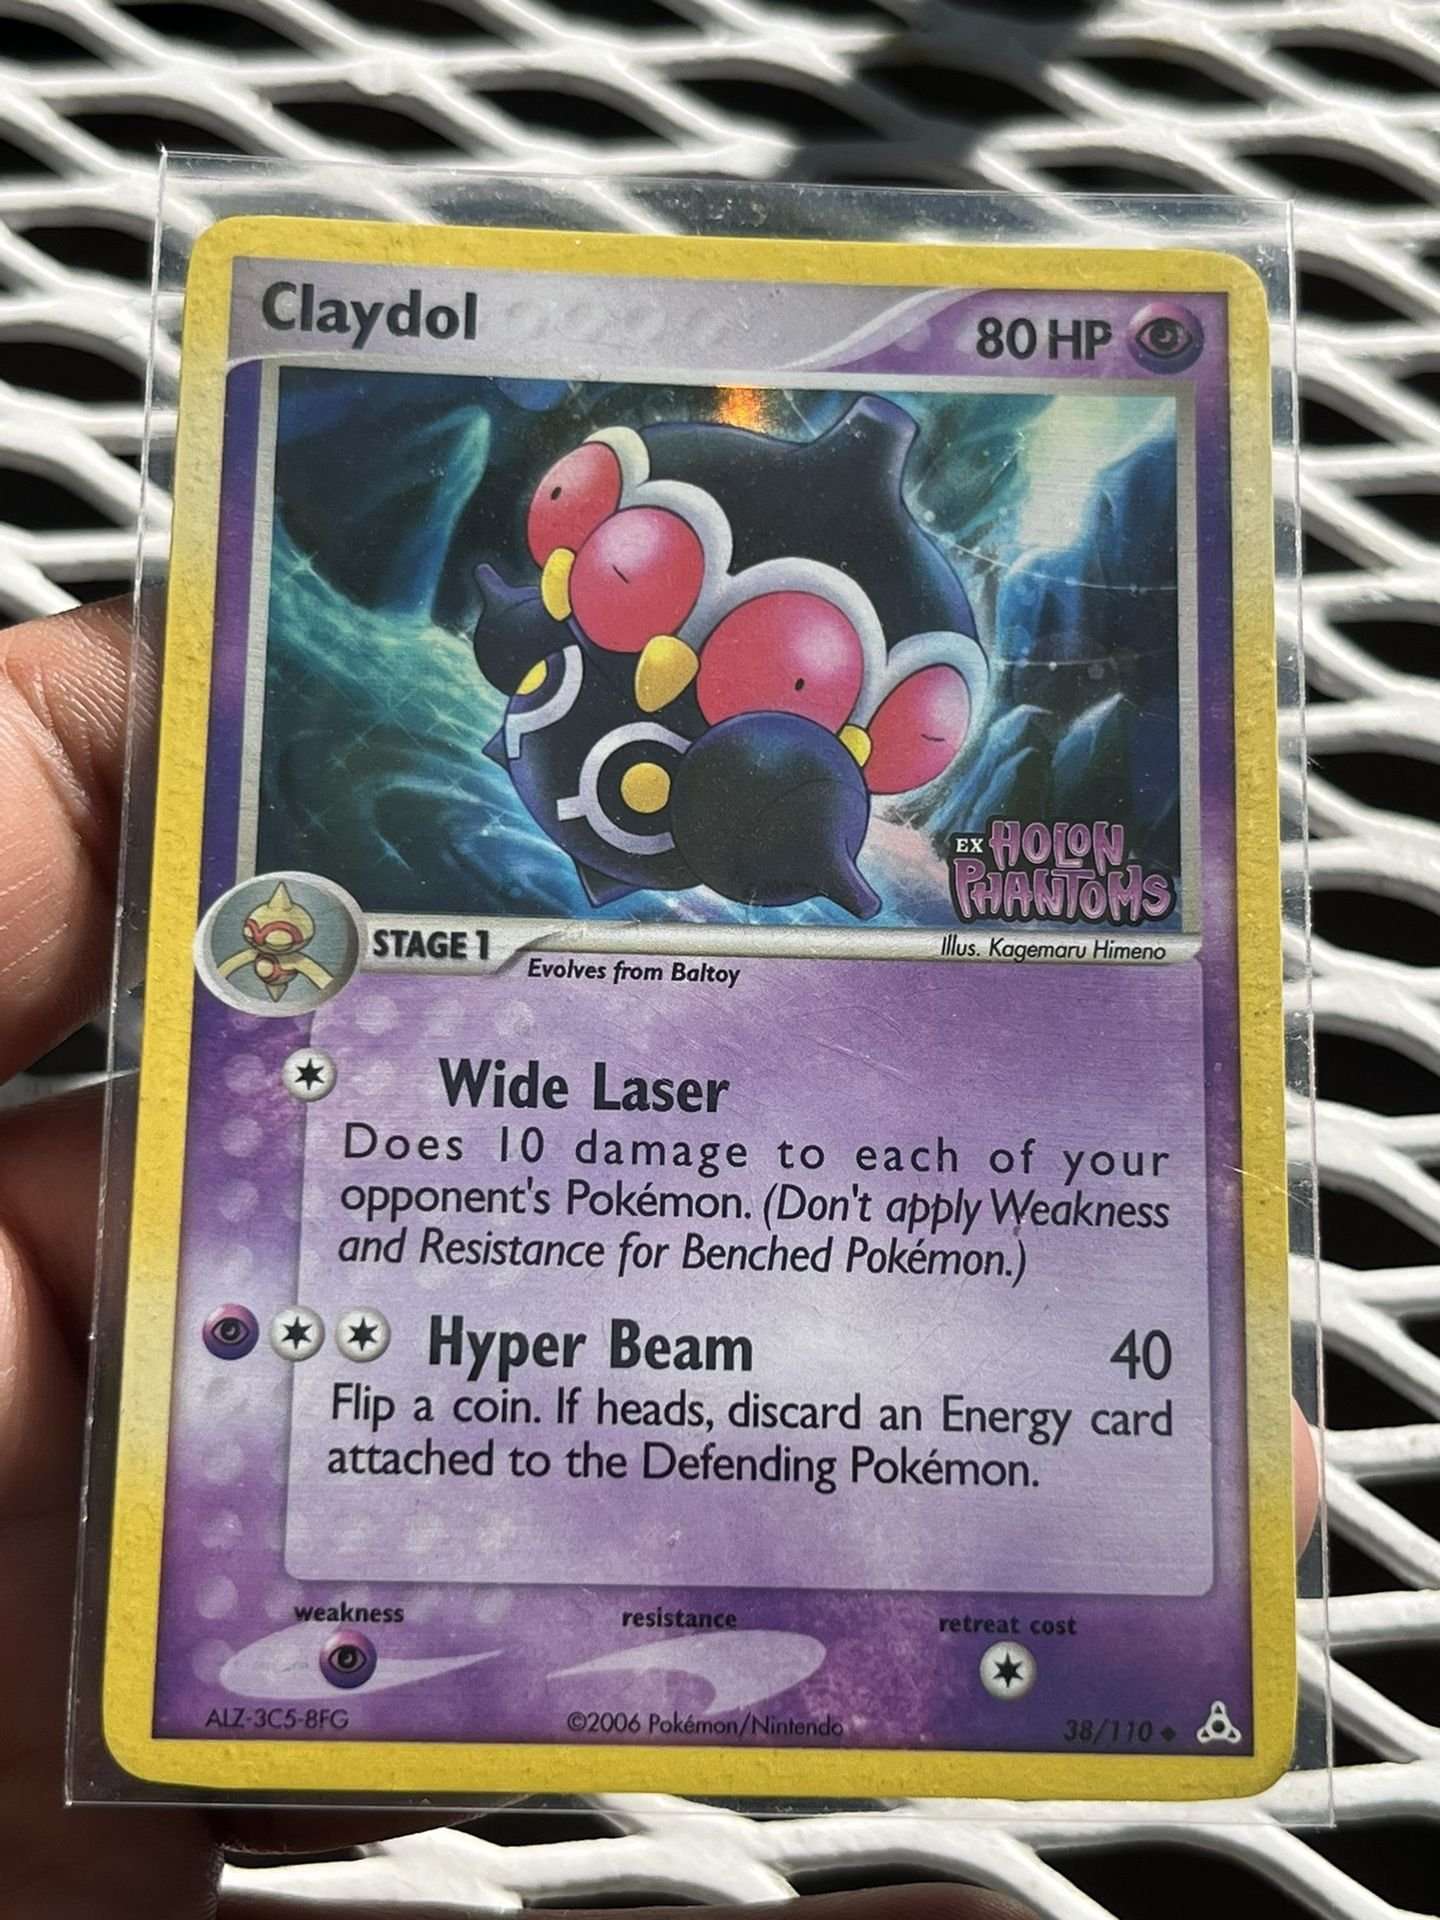 Claydol
80 HP
EX HOLON
PHANTOMS
STAGE 1
Illus. Kagemaru Himeno
Evolves from Baltoy
Wide Laser
Does 10 damage to each of your
opponent's Pokémon. (Don't apply Weakness
and Resistance for Benched Pokémon.)
Hyper Beam 40
Flip a coin. If heads, discard an Energy card
attached to the Defending Pokémon.
weakness resistance retreat cost
ALZ-3C5-8FG ©2006 Pokémon/Nintendo 38/110